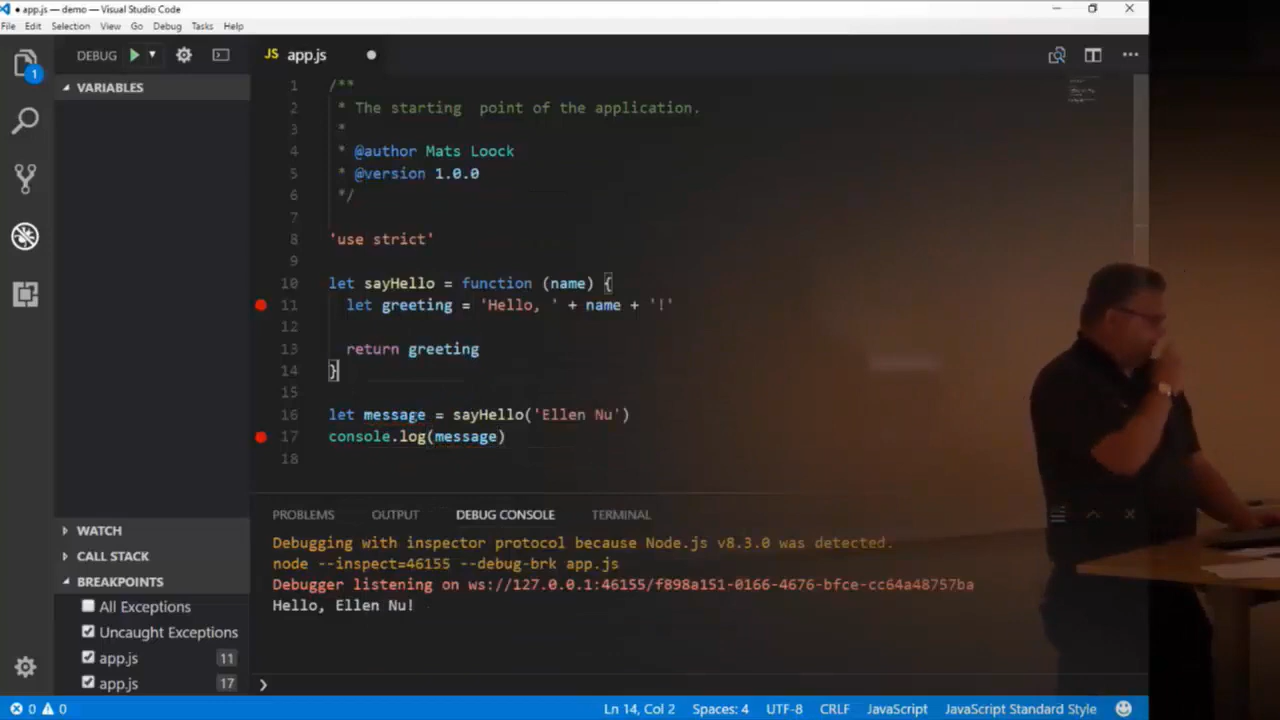 ● app.js — demo — Visual Studio Code
File Edit Selection View Go Debug Tasks Help
DEBUG
JS app.js ●
1
VARIABLES
1 /**
2 * The starting  point of the application.
3 *
4 * @author Mats Loock
5 * @version 1.0.0
6 */
7
8 'use strict'
9
10 let sayHello = function (name) {
11 let greeting = 'Hello, ' + name + '!'
12
13 return greeting
14 }
15
16 let message = sayHello('Ellen Nu')
17 console.log(message)
18
WATCH
CALL STACK
BREAKPOINTS
All Exceptions
Uncaught Exceptions
app.js 11
app.js 17
PROBLEMS OUTPUT DEBUG CONSOLE TERMINAL
Debugging with inspector protocol because Node.js v8.3.0 was detected.
node --inspect=46155 --debug-brk app.js
Debugger listening on ws://127.0.0.1:46155/f898a151-0166-4676-bfce-cc64a48757ba
Hello, Ellen Nu!
0 0 Ln 14, Col 2 Spaces: 4 UTF-8 CRLF JavaScript JavaScript Standard Style